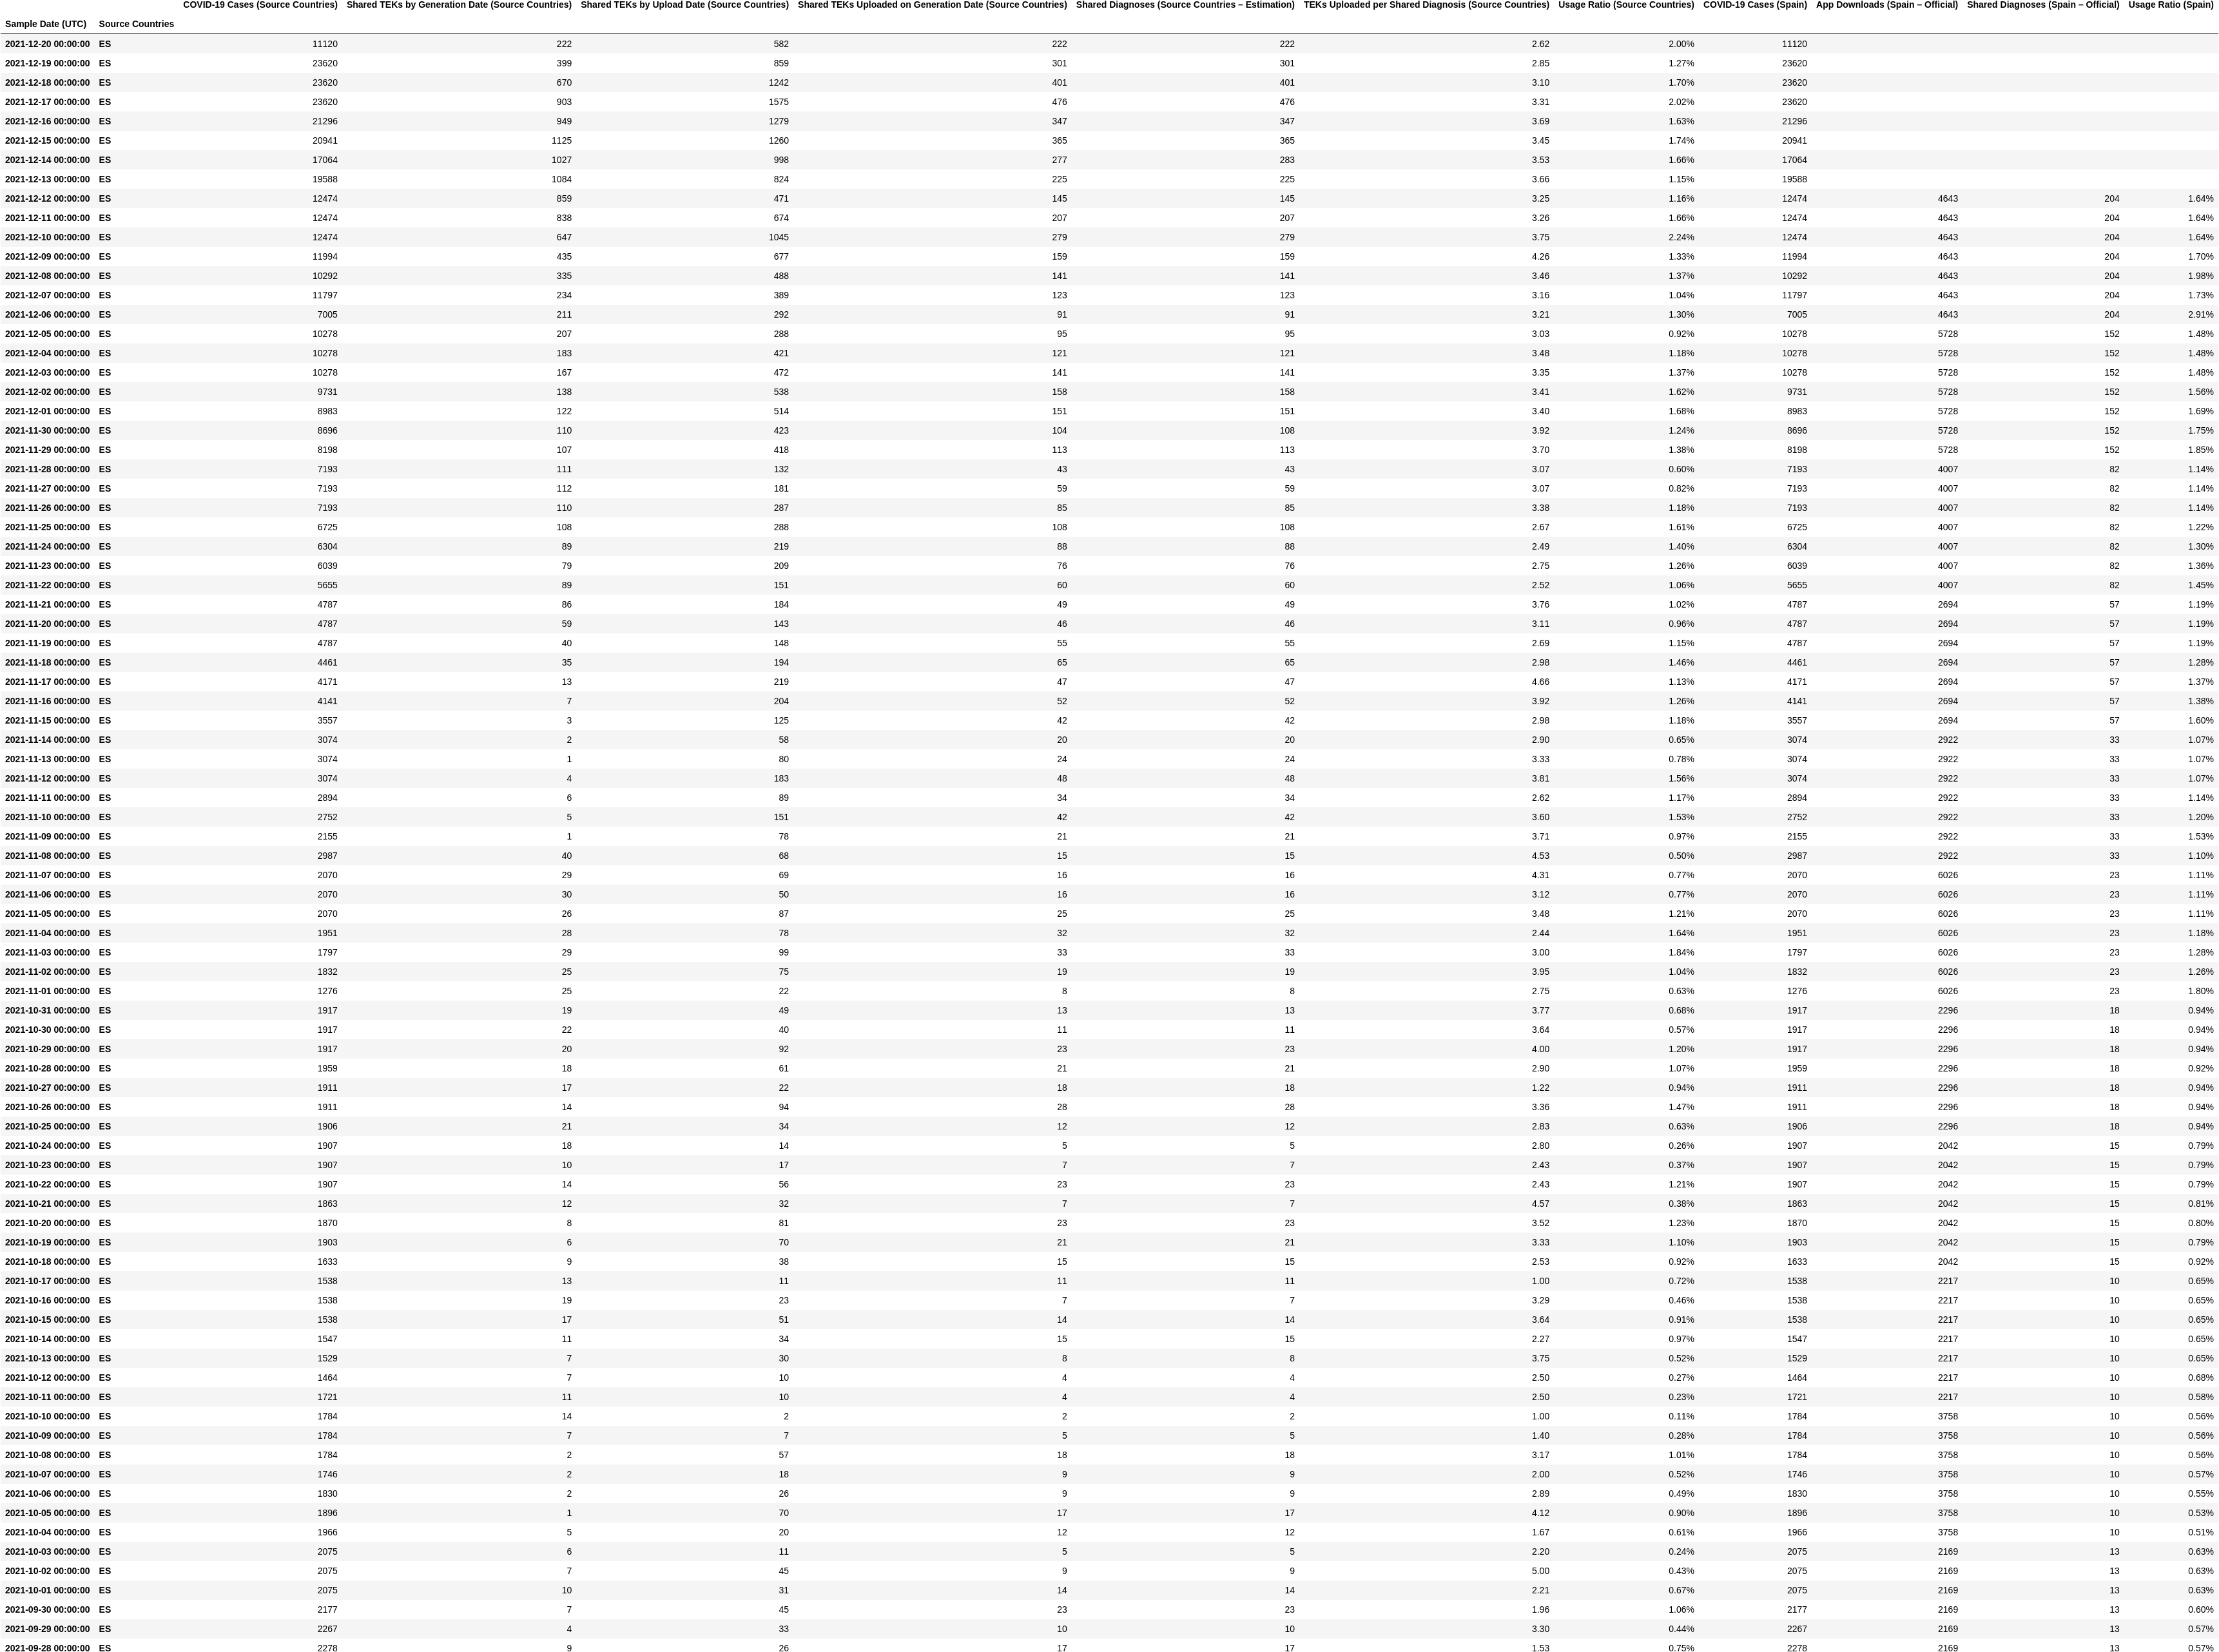 COVID-19 Cases (Source Countries) Shared TEKs by Generation Date (Source Countries) Shared TEKs by Upload Date (Source Countries) Shared TEKs Uploaded on Generation Date (Source Countries) Shared Diagnoses (Source Countries – Estimation) TEKs Uploaded per Shared Diagnosis (Source Countries) Usage Ratio (Source Countries) COVID-19 Cases (Spain) App Downloads (Spain – Official) Shared Diagnoses (Spain – Official) Usage Ratio (Spain)
Sample Date (UTC) Source Countries
2021-12-20 00:00:00 ES 11120 222 582 222 222 2.62 2.00% 11120
2021-12-19 00:00:00 ES 23620 399 859 301 301 2.85 1.27% 23620
2021-12-18 00:00:00 ES 23620 670 1242 401 401 3.10 1.70% 23620
2021-12-17 00:00:00 ES 23620 903 1575 476 476 3.31 2.02% 23620
2021-12-16 00:00:00 ES 21296 949 1279 347 347 3.69 1.63% 21296
2021-12-15 00:00:00 ES 20941 1125 1260 365 365 3.45 1.74% 20941
2021-12-14 00:00:00 ES 17064 1027 998 277 283 3.53 1.66% 17064
2021-12-13 00:00:00 ES 19588 1084 824 225 225 3.66 1.15% 19588
2021-12-12 00:00:00 ES 12474 859 471 145 145 3.25 1.16% 12474 4643 204 1.64%
2021-12-11 00:00:00 ES 12474 838 674 207 207 3.26 1.66% 12474 4643 204 1.64%
2021-12-10 00:00:00 ES 12474 647 1045 279 279 3.75 2.24% 12474 4643 204 1.64%
2021-12-09 00:00:00 ES 11994 435 677 159 159 4.26 1.33% 11994 4643 204 1.70%
2021-12-08 00:00:00 ES 10292 335 488 141 141 3.46 1.37% 10292 4643 204 1.98%
2021-12-07 00:00:00 ES 11797 234 389 123 123 3.16 1.04% 11797 4643 204 1.73%
2021-12-06 00:00:00 ES 7005 211 292 91 91 3.21 1.30% 7005 4643 204 2.91%
2021-12-05 00:00:00 ES 10278 207 288 95 95 3.03 0.92% 10278 5728 152 1.48%
2021-12-04 00:00:00 ES 10278 183 421 121 121 3.48 1.18% 10278 5728 152 1.48%
2021-12-03 00:00:00 ES 10278 167 472 141 141 3.35 1.37% 10278 5728 152 1.48%
2021-12-02 00:00:00 ES 9731 138 538 158 158 3.41 1.62% 9731 5728 152 1.56%
2021-12-01 00:00:00 ES 8983 122 514 151 151 3.40 1.68% 8983 5728 152 1.69%
2021-11-30 00:00:00 ES 8696 110 423 104 108 3.92 1.24% 8696 5728 152 1.75%
2021-11-29 00:00:00 ES 8198 107 418 113 113 3.70 1.38% 8198 5728 152 1.85%
2021-11-28 00:00:00 ES 7193 111 132 43 43 3.07 0.60% 7193 4007 82 1.14%
2021-11-27 00:00:00 ES 7193 112 181 59 59 3.07 0.82% 7193 4007 82 1.14%
2021-11-26 00:00:00 ES 7193 110 287 85 85 3.38 1.18% 7193 4007 82 1.14%
2021-11-25 00:00:00 ES 6725 108 288 108 108 2.67 1.61% 6725 4007 82 1.22%
2021-11-24 00:00:00 ES 6304 89 219 88 88 2.49 1.40% 6304 4007 82 1.30%
2021-11-23 00:00:00 ES 6039 79 209 76 76 2.75 1.26% 6039 4007 82 1.36%
2021-11-22 00:00:00 ES 5655 89 151 60 60 2.52 1.06% 5655 4007 82 1.45%
2021-11-21 00:00:00 ES 4787 86 184 49 49 3.76 1.02% 4787 2694 57 1.19%
2021-11-20 00:00:00 ES 4787 59 143 46 46 3.11 0.96% 4787 2694 57 1.19%
2021-11-19 00:00:00 ES 4787 40 148 55 55 2.69 1.15% 4787 2694 57 1.19%
2021-11-18 00:00:00 ES 4461 35 194 65 65 2.98 1.46% 4461 2694 57 1.28%
2021-11-17 00:00:00 ES 4171 13 219 47 47 4.66 1.13% 4171 2694 57 1.37%
2021-11-16 00:00:00 ES 4141 7 204 52 52 3.92 1.26% 4141 2694 57 1.38%
2021-11-15 00:00:00 ES 3557 3 125 42 42 2.98 1.18% 3557 2694 57 1.60%
2021-11-14 00:00:00 ES 3074 2 58 20 20 2.90 0.65% 3074 2922 33 1.07%
2021-11-13 00:00:00 ES 3074 1 80 24 24 3.33 0.78% 3074 2922 33 1.07%
2021-11-12 00:00:00 ES 3074 4 183 48 48 3.81 1.56% 3074 2922 33 1.07%
2021-11-11 00:00:00 ES 2894 6 89 34 34 2.62 1.17% 2894 2922 33 1.14%
2021-11-10 00:00:00 ES 2752 5 151 42 42 3.60 1.53% 2752 2922 33 1.20%
2021-11-09 00:00:00 ES 2155 1 78 21 21 3.71 0.97% 2155 2922 33 1.53%
2021-11-08 00:00:00 ES 2987 40 68 15 15 4.53 0.50% 2987 2922 33 1.10%
2021-11-07 00:00:00 ES 2070 29 69 16 16 4.31 0.77% 2070 6026 23 1.11%
2021-11-06 00:00:00 ES 2070 30 50 16 16 3.12 0.77% 2070 6026 23 1.11%
2021-11-05 00:00:00 ES 2070 26 87 25 25 3.48 1.21% 2070 6026 23 1.11%
2021-11-04 00:00:00 ES 1951 28 78 32 32 2.44 1.64% 1951 6026 23 1.18%
2021-11-03 00:00:00 ES 1797 29 99 33 33 3.00 1.84% 1797 6026 23 1.28%
2021-11-02 00:00:00 ES 1832 25 75 19 19 3.95 1.04% 1832 6026 23 1.26%
2021-11-01 00:00:00 ES 1276 25 22 8 8 2.75 0.63% 1276 6026 23 1.80%
2021-10-31 00:00:00 ES 1917 19 49 13 13 3.77 0.68% 1917 2296 18 0.94%
2021-10-30 00:00:00 ES 1917 22 40 11 11 3.64 0.57% 1917 2296 18 0.94%
2021-10-29 00:00:00 ES 1917 20 92 23 23 4.00 1.20% 1917 2296 18 0.94%
2021-10-28 00:00:00 ES 1959 18 61 21 21 2.90 1.07% 1959 2296 18 0.92%
2021-10-27 00:00:00 ES 1911 17 22 18 18 1.22 0.94% 1911 2296 18 0.94%
2021-10-26 00:00:00 ES 1911 14 94 28 28 3.36 1.47% 1911 2296 18 0.94%
2021-10-25 00:00:00 ES 1906 21 34 12 12 2.83 0.63% 1906 2296 18 0.94%
2021-10-24 00:00:00 ES 1907 18 14 5 5 2.80 0.26% 1907 2042 15 0.79%
2021-10-23 00:00:00 ES 1907 10 17 7 7 2.43 0.37% 1907 2042 15 0.79%
2021-10-22 00:00:00 ES 1907 14 56 23 23 2.43 1.21% 1907 2042 15 0.79%
2021-10-21 00:00:00 ES 1863 12 32 7 7 4.57 0.38% 1863 2042 15 0.81%
2021-10-20 00:00:00 ES 1870 8 81 23 23 3.52 1.23% 1870 2042 15 0.80%
2021-10-19 00:00:00 ES 1903 6 70 21 21 3.33 1.10% 1903 2042 15 0.79%
2021-10-18 00:00:00 ES 1633 9 38 15 15 2.53 0.92% 1633 2042 15 0.92%
2021-10-17 00:00:00 ES 1538 13 11 11 11 1.00 0.72% 1538 2217 10 0.65%
2021-10-16 00:00:00 ES 1538 19 23 7 7 3.29 0.46% 1538 2217 10 0.65%
2021-10-15 00:00:00 ES 1538 17 51 14 14 3.64 0.91% 1538 2217 10 0.65%
2021-10-14 00:00:00 ES 1547 11 34 15 15 2.27 0.97% 1547 2217 10 0.65%
2021-10-13 00:00:00 ES 1529 7 30 8 8 3.75 0.52% 1529 2217 10 0.65%
2021-10-12 00:00:00 ES 1464 7 10 4 4 2.50 0.27% 1464 2217 10 0.68%
2021-10-11 00:00:00 ES 1721 11 10 4 4 2.50 0.23% 1721 2217 10 0.58%
2021-10-10 00:00:00 ES 1784 14 2 2 2 1.00 0.11% 1784 3758 10 0.56%
2021-10-09 00:00:00 ES 1784 7 7 5 5 1.40 0.28% 1784 3758 10 0.56%
2021-10-08 00:00:00 ES 1784 2 57 18 18 3.17 1.01% 1784 3758 10 0.56%
2021-10-07 00:00:00 ES 1746 2 18 9 9 2.00 0.52% 1746 3758 10 0.57%
2021-10-06 00:00:00 ES 1830 2 26 9 9 2.89 0.49% 1830 3758 10 0.55%
2021-10-05 00:00:00 ES 1896 1 70 17 17 4.12 0.90% 1896 3758 10 0.53%
2021-10-04 00:00:00 ES 1966 5 20 12 12 1.67 0.61% 1966 3758 10 0.51%
2021-10-03 00:00:00 ES 2075 6 11 5 5 2.20 0.24% 2075 2169 13 0.63%
2021-10-02 00:00:00 ES 2075 7 45 9 9 5.00 0.43% 2075 2169 13 0.63%
2021-10-01 00:00:00 ES 2075 10 31 14 14 2.21 0.67% 2075 2169 13 0.63%
2021-09-30 00:00:00 ES 2177 7 45 23 23 1.96 1.06% 2177 2169 13 0.60%
2021-09-29 00:00:00 ES 2267 4 33 10 10 3.30 0.44% 2267 2169 13 0.57%
2021-09-28 00:00:00 ES 2278 9 26 17 17 1.53 0.75% 2278 2169 13 0.57%